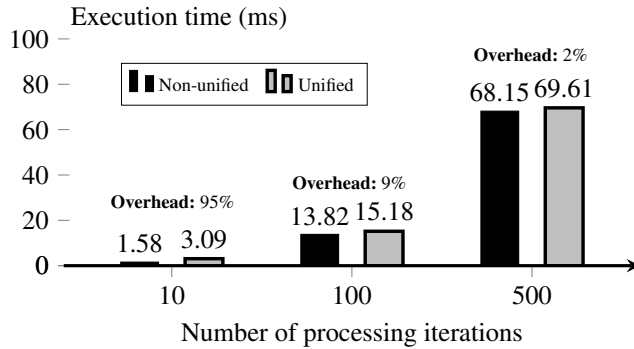 Execution time (ms)
100
80
60
40
20
0
Non-unified Unified
Overhead: 95%
1.58 3.09
Overhead: 9%
13.82 15.18
Overhead: 2%
68.15 69.61
10 100 500
Number of processing iterations